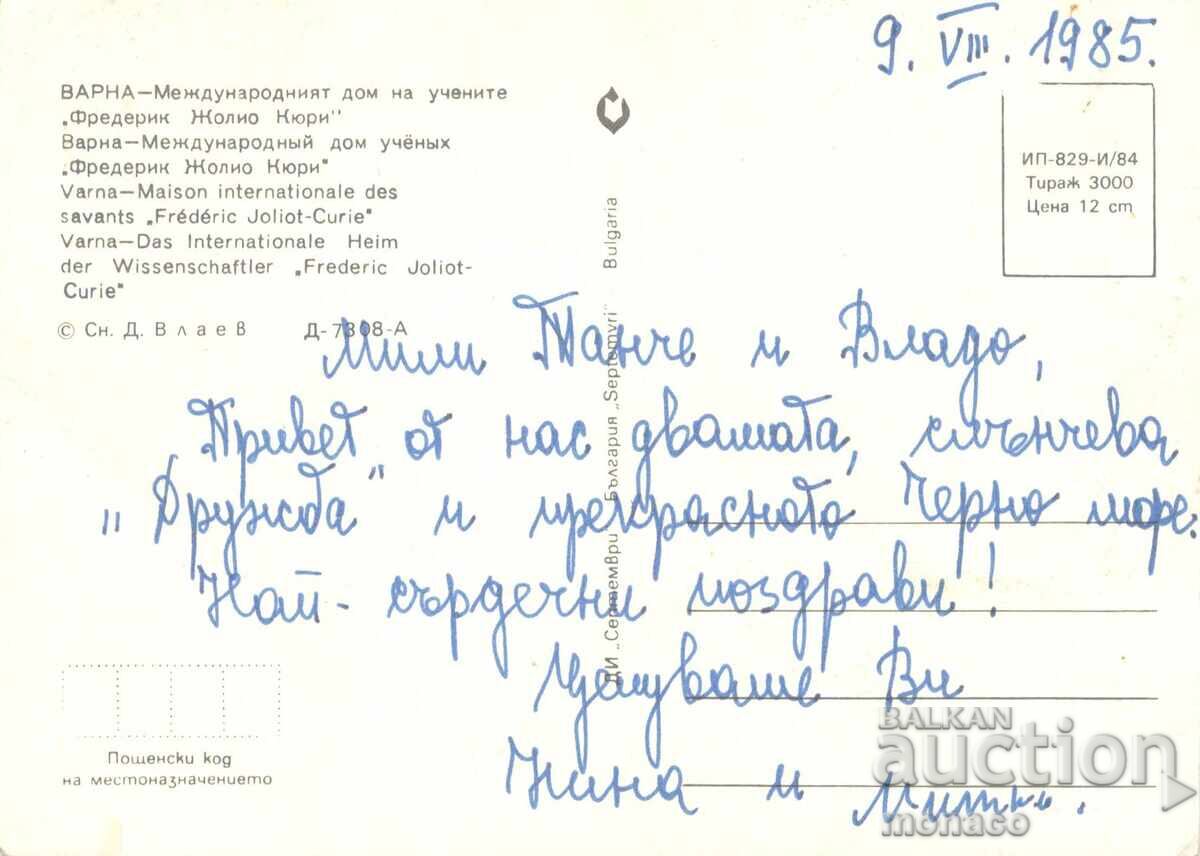 9. VIII. 1985.
ВАРНА—Международният дом на учените
„Фредерик Жолио Кюри"
Варна—Международный дом учёных
„Фредерик Жолио Кюри"
Varna—Maison internationale des
savants „Frédéric Joliot-Curie"
Varna—Das Internationale Heim
der Wissenschaftler „Frederic Joliot-
Curie"
© Сн. Д. Влаев Д-7308-А
ИП-829-И/84
Тираж 3000
Цена 12 ст
ДИ „Септември" България „Septemvri" Bulgaria
Мили Танче и Владо,
Привет от нас двамата, слънчева
„Дружба" и прекрасното Черно море.
Най-сърдечни поздрави!
Целуваме Ви
Нина и Митко.
Пощенски код
на местоназначението
BALKAN
auction
monaco